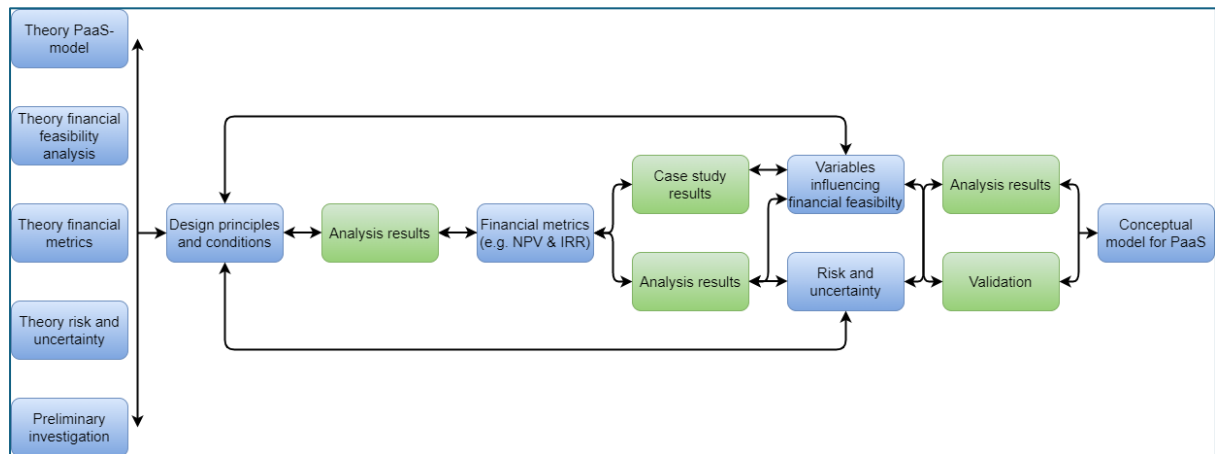 Theory PaaS-
model
Theory financial
feasibility
analysis
Theory financial
metrics
Theory risk and
uncertainty
Preliminary
investigation
Design principles
and conditions
Analysis results
Financial metrics
(e.g. NPV & IRR)
Case study
results
Analysis results
Variables
influencing
financial feasibilty
Risk and
uncertainty
Analysis results
Validation
Conceptual
model for PaaS